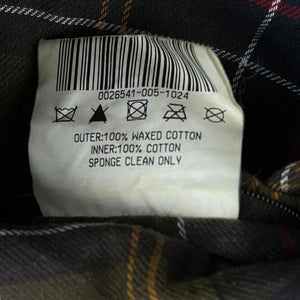 0026541-005-1024
OUTER:100% WAXED COTTON
INNER:100% COTTON
SPONGE CLEAN ONLY